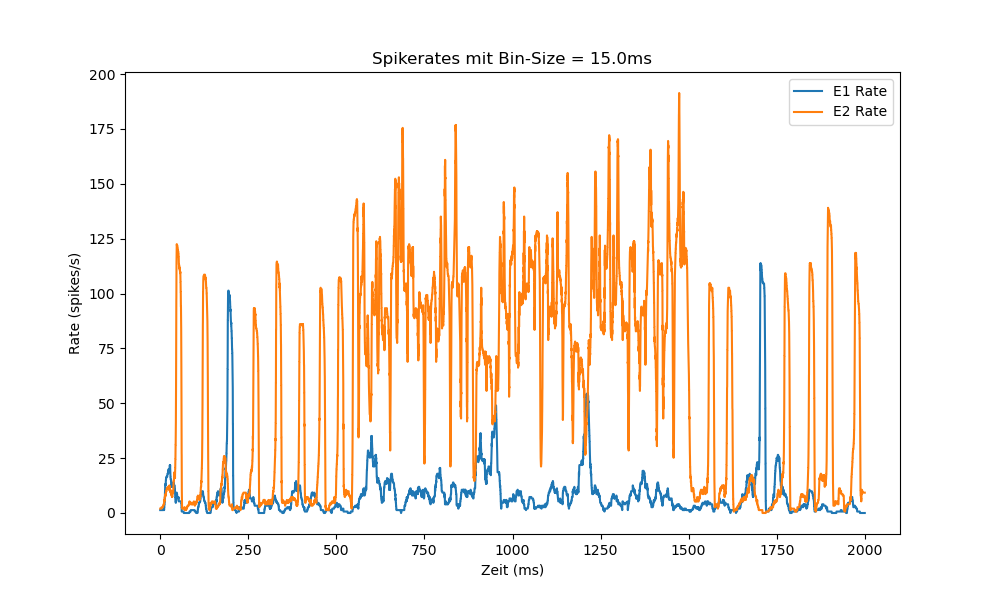 Spikerates mit Bin-Size = 15.0ms
E1 Rate
E2 Rate
200
175
150
125
100
75
50
25
0
Rate (spikes/s)
0 250 500 750 1000 1250 1500 1750 2000
Zeit (ms)